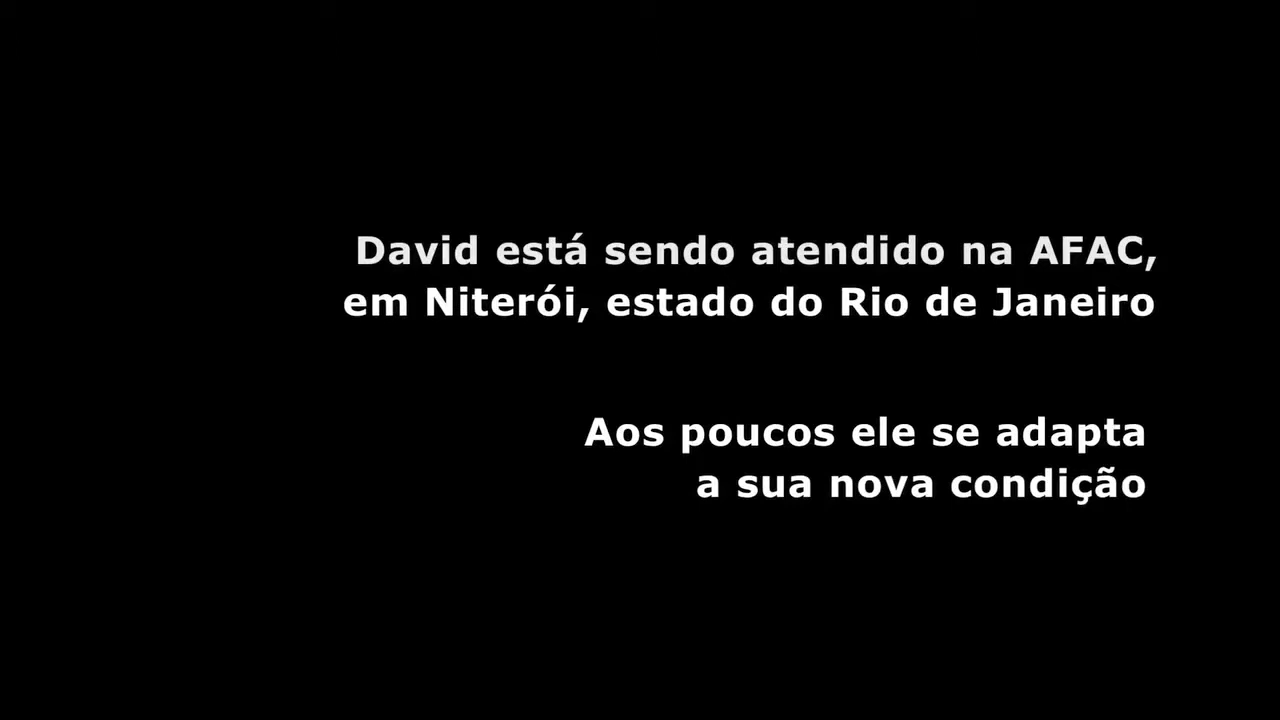 David está sendo atendido na AFAC,
em Niterói, estado do Rio de Janeiro
Aos poucos ele se adapta
a sua nova condição